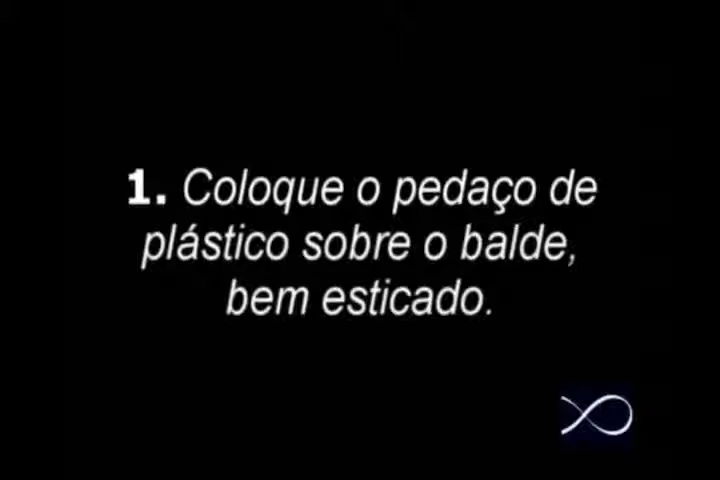 1. Coloque o pedaço de
plástico sobre o balde,
bem esticado.